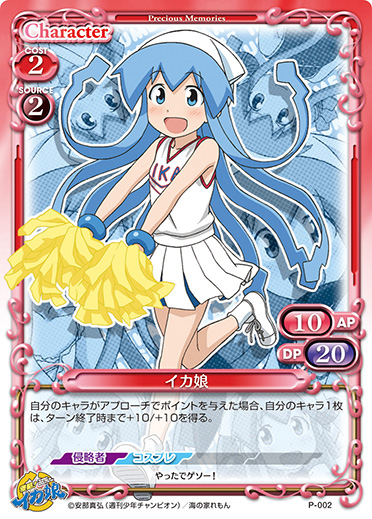 Precious Memories
Character
COST
2
SOURCE
2
IKA
10 AP
DP 20
イカ娘
自分のキャラがアプローチでポイントを与えた場合、自分のキャラ1枚
は、ターン終了時まで+10/+10を得る。
侵略者 コスプレ
やったでゲソー!
イカ娘
©安部真弘(週刊少年チャンピオン)/海の家れもん
P-002